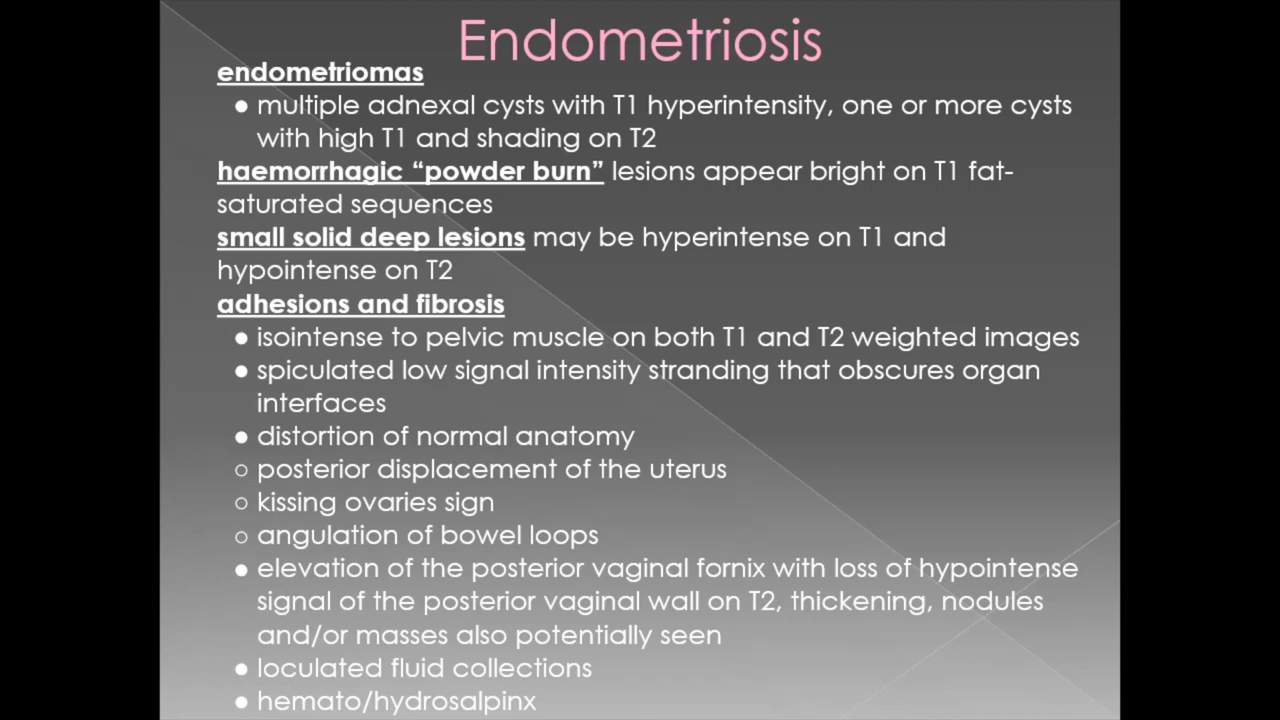 Endometriosis
endometriomas
● multiple adnexal cysts with T1 hyperintensity, one or more cysts
with high T1 and shading on T2
haemorrhagic “powder burn” lesions appear bright on T1 fat-
saturated sequences
small solid deep lesions may be hyperintense on T1 and
hypointense on T2
adhesions and fibrosis
● isointense to pelvic muscle on both T1 and T2 weighted images
● spiculated low signal intensity stranding that obscures organ
interfaces
● distortion of normal anatomy
○ posterior displacement of the uterus
○ kissing ovaries sign
○ angulation of bowel loops
● elevation of the posterior vaginal fornix with loss of hypointense
signal of the posterior vaginal wall on T2, thickening, nodules
and/or masses also potentially seen
● loculated fluid collections
● hemato/hydrosalpinx